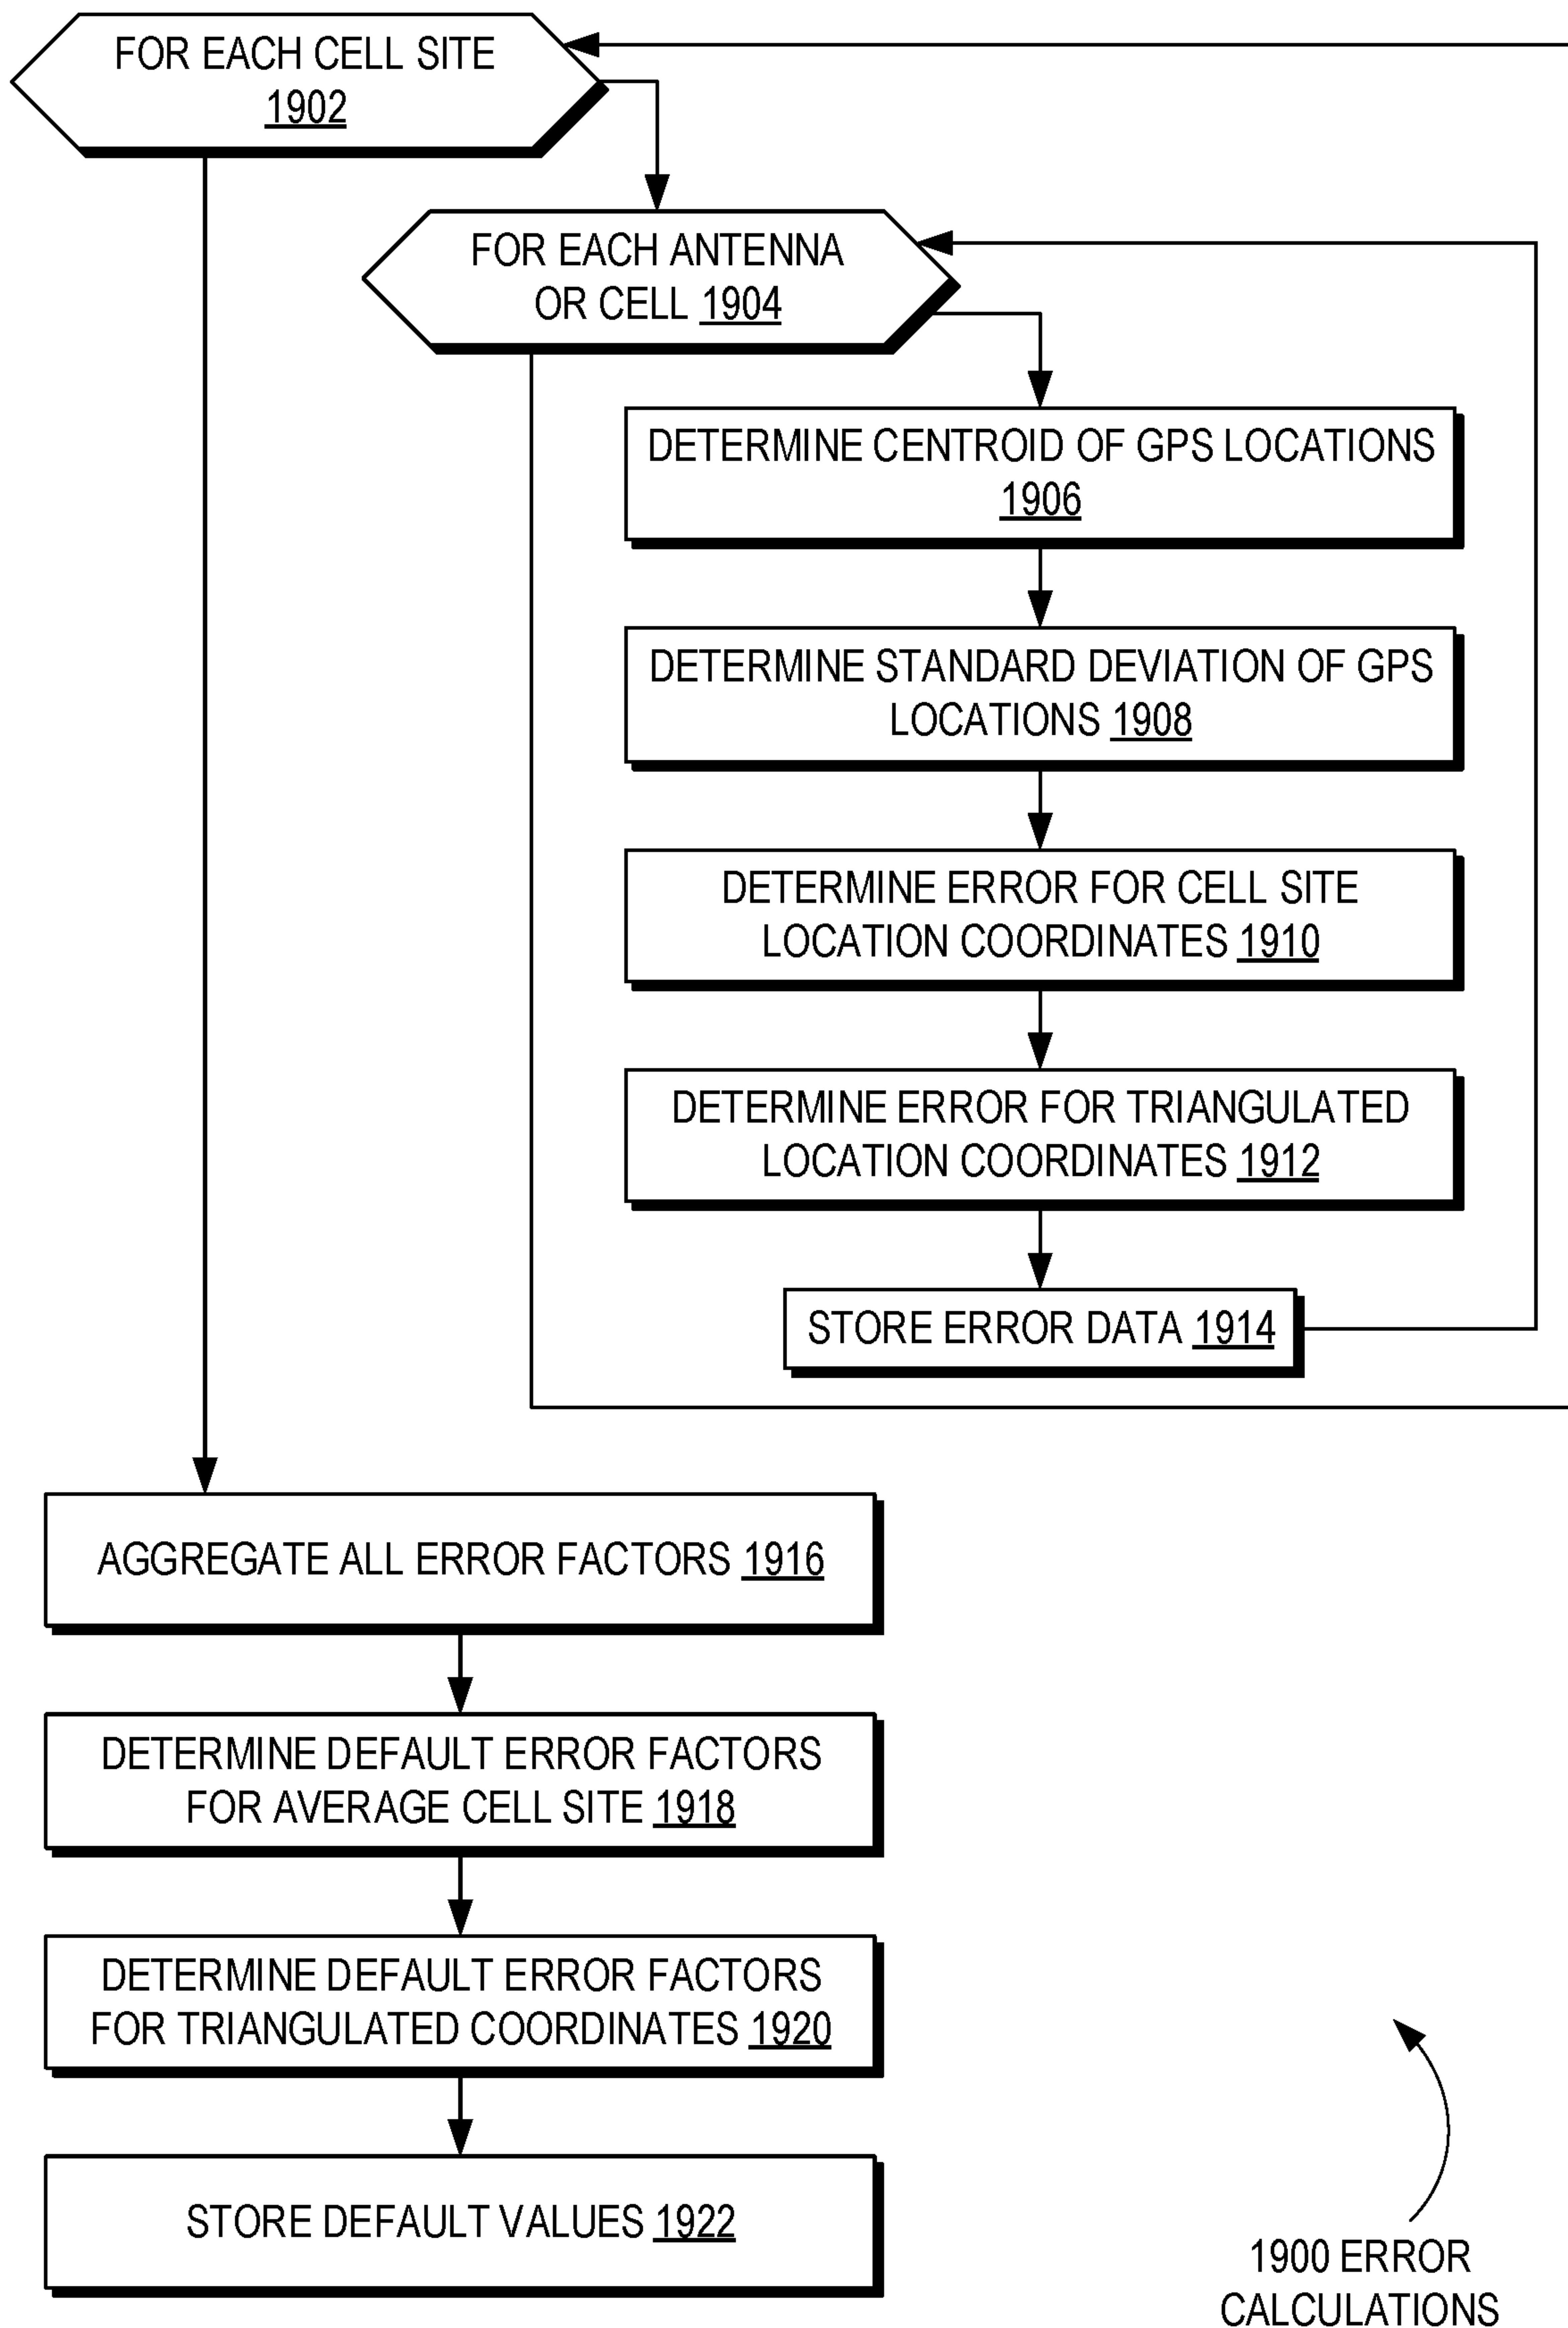 FOR EACH CELL SITE
1902
FOR EACH ANTENNA
OR CELL 1904
DETERMINE CENTROID OF GPS LOCATIONS
1906
DETERMINE STANDARD DEVIATION OF GPS
LOCATIONS 1908
DETERMINE ERROR FOR CELL SITE
LOCATION COORDINATES 1910
DETERMINE ERROR FOR TRIANGULATED
LOCATION COORDINATES 1912
STORE ERROR DATA 1914
AGGREGATE ALL ERROR FACTORS 1916
DETERMINE DEFAULT ERROR FACTORS
FOR AVERAGE CELL SITE 1918
DETERMINE DEFAULT ERROR FACTORS
FOR TRIANGULATED COORDINATES 1920
STORE DEFAULT VALUES 1922
1900 ERROR
CALCULATIONS